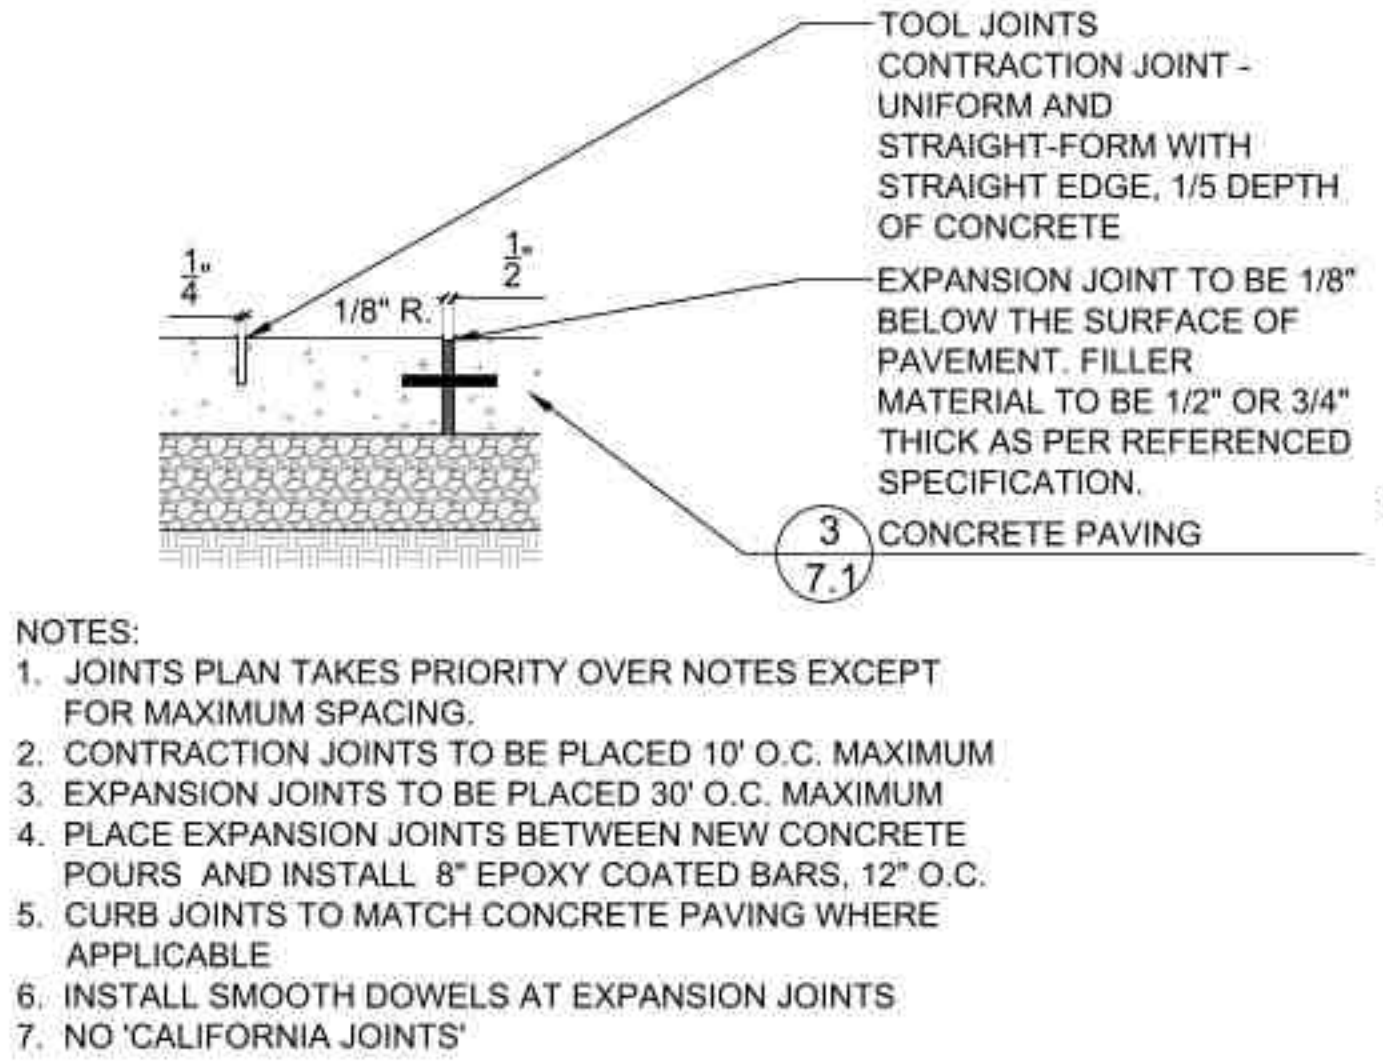 TOOL JOINTS
CONTRACTION JOINT -
UNIFORM AND
STRAIGHT-FORM WITH
STRAIGHT EDGE, 1/5 DEPTH
OF CONCRETE
1/4"
1/2"
1/8" R.
EXPANSION JOINT TO BE 1/8"
BELOW THE SURFACE OF
PAVEMENT. FILLER
MATERIAL TO BE 1/2" OR 3/4"
THICK AS PER REFERENCED
SPECIFICATION.
3
CONCRETE PAVING
7.1
NOTES:
1. JOINTS PLAN TAKES PRIORITY OVER NOTES EXCEPT
FOR MAXIMUM SPACING.
2. CONTRACTION JOINTS TO BE PLACED 10' O.C. MAXIMUM
3. EXPANSION JOINTS TO BE PLACED 30' O.C. MAXIMUM
4. PLACE EXPANSION JOINTS BETWEEN NEW CONCRETE
POURS AND INSTALL 8" EPOXY COATED BARS, 12" O.C.
5. CURB JOINTS TO MATCH CONCRETE PAVING WHERE
APPLICABLE
6. INSTALL SMOOTH DOWELS AT EXPANSION JOINTS
7. NO 'CALIFORNIA JOINTS'